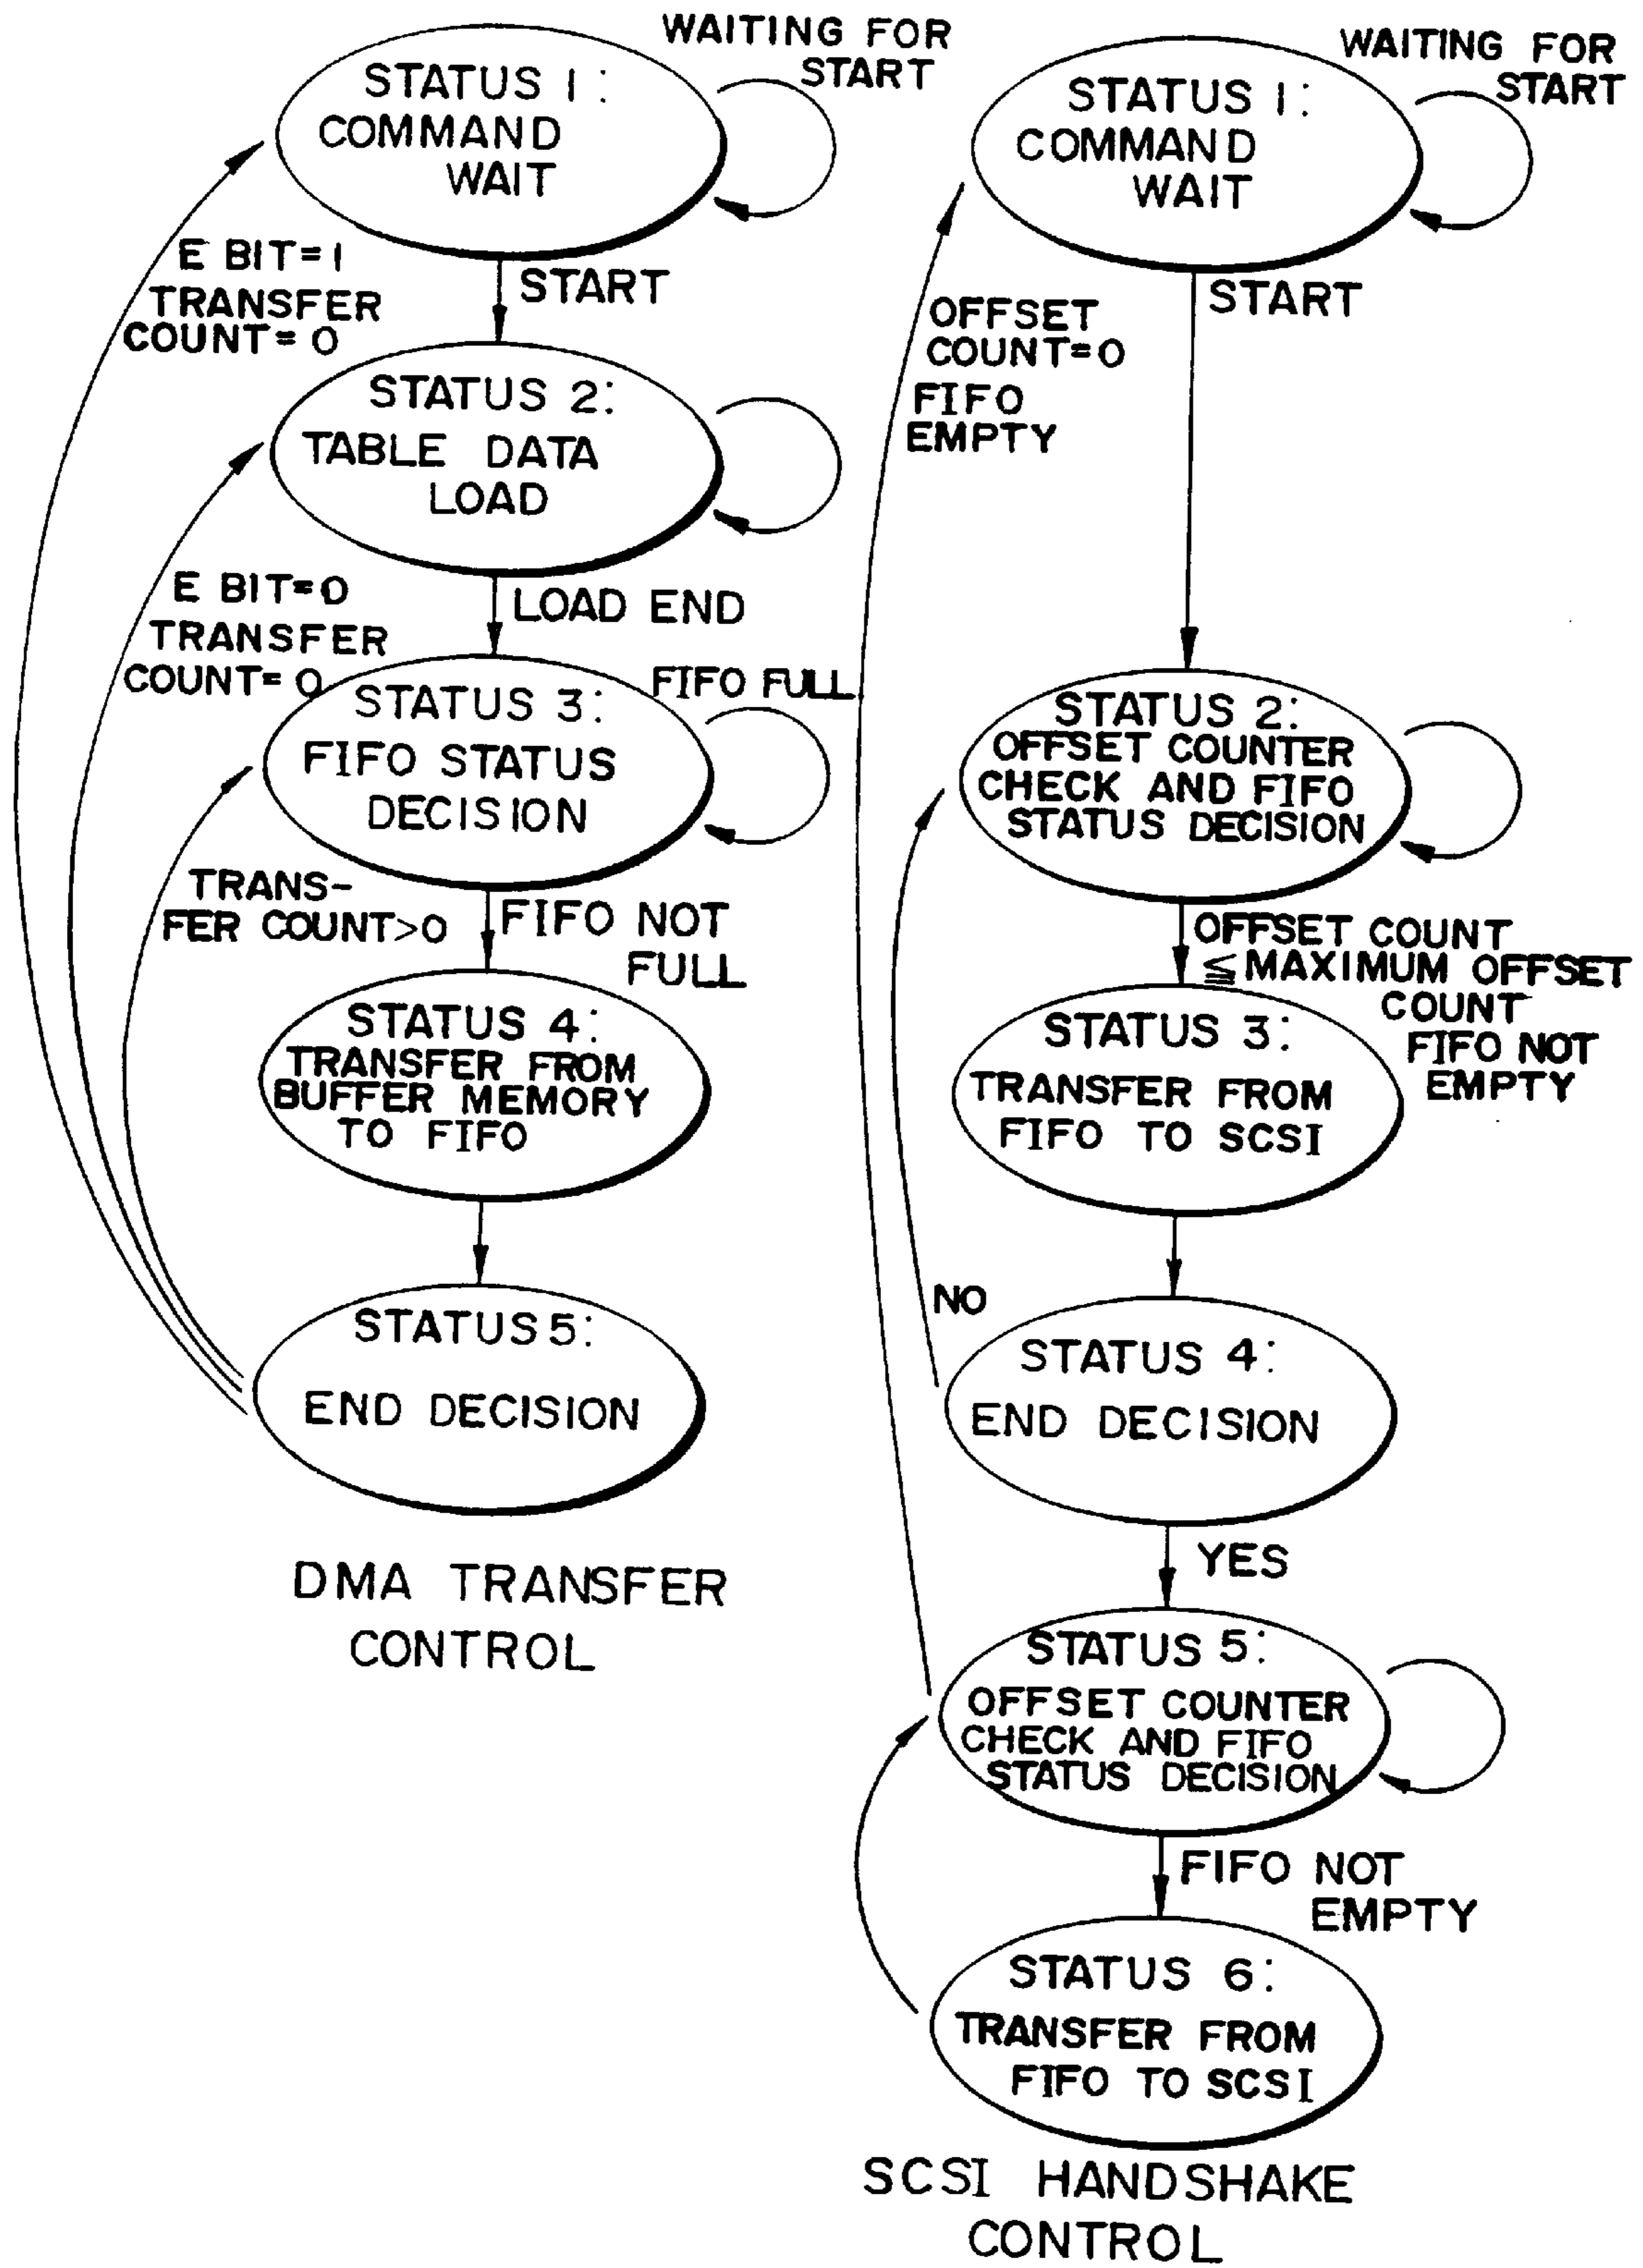 WAITING FOR
START
STATUS 1:
COMMAND
WAIT
E BIT=1
TRANSFER
COUNT=0
START
STATUS 2:
TABLE DATA
LOAD
E BIT=0
TRANSFER
COUNT=0
LOAD END
STATUS 3:
FIFO STATUS
DECISION
FIFO FULL
TRANS-
FER COUNT>0
FIFO NOT
FULL
STATUS 4:
TRANSFER FROM
BUFFER MEMORY
TO FIFO
STATUS 5:
END DECISION
DMA TRANSFER
CONTROL
WAITING FOR
START
STATUS 1:
COMMAND
WAIT
START
OFFSET
COUNT=0
FIFO
EMPTY
STATUS 2:
OFFSET COUNTER
CHECK AND FIFO
STATUS DECISION
OFFSET COUNT
≦MAXIMUM OFFSET
COUNT
FIFO NOT
EMPTY
STATUS 3:
TRANSFER FROM
FIFO TO SCSI
NO
STATUS 4:
END DECISION
YES
STATUS 5:
OFFSET COUNTER
CHECK AND FIFO
STATUS DECISION
FIFO NOT
EMPTY
STATUS 6:
TRANSFER FROM
FIFO TO SCSI
SCSI HANDSHAKE
CONTROL